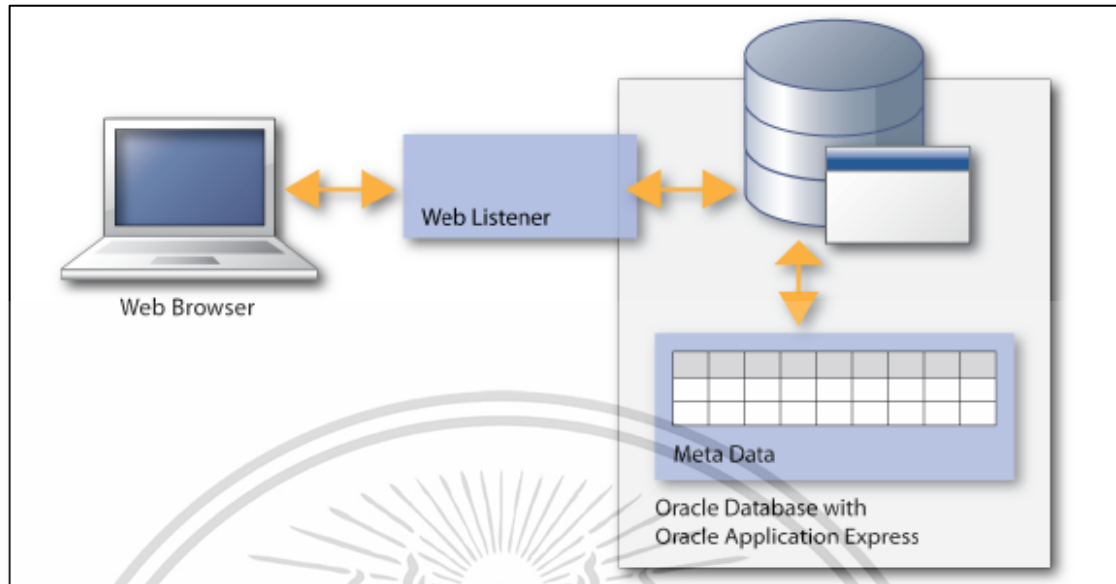 Web Browser
Web Listener
Meta Data
Oracle Database with
Oracle Application Express